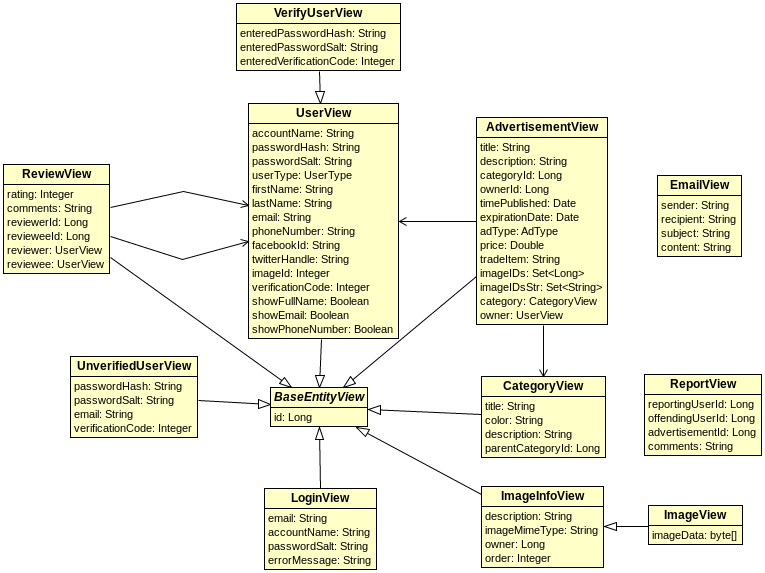 VerifyUserView
enteredPasswordHash: String
enteredPasswordSalt: String
enteredVerificationCode: Integer
UserView
accountName: String
passwordHash: String
passwordSalt: String
userType: UserType
firstName: String
lastName: String
email: String
phoneNumber: String
facebookId: String
twitterHandle: String
imageId: Integer
verificationCode: Integer
showFullName: Boolean
showEmail: Boolean
showPhoneNumber: Boolean
AdvertisementView
title: String
description: String
categoryId: Long
ownerId: Long
timePublished: Date
expirationDate: Date
adType: AdType
price: Double
tradeItem: String
imageIDs: Set<Long>
imageIDsStr: Set<String>
category: CategoryView
owner: UserView
ReviewView
rating: Integer
comments: String
reviewerId: Long
revieweeId: Long
reviewer: UserView
reviewee: UserView
EmailView
sender: String
recipient: String
subject: String
content: String
UnverifiedUserView
passwordHash: String
passwordSalt: String
email: String
verificationCode: Integer
BaseEntityView
id: Long
CategoryView
title: String
color: String
description: String
parentCategoryId: Long
ReportView
reportingUserId: Long
offendingUserId: Long
advertisementId: Long
comments: String
LoginView
email: String
accountName: String
passwordSalt: String
errorMessage: String
ImageInfoView
description: String
imageMimeType: String
owner: Long
order: Integer
ImageView
imageData: byte[]